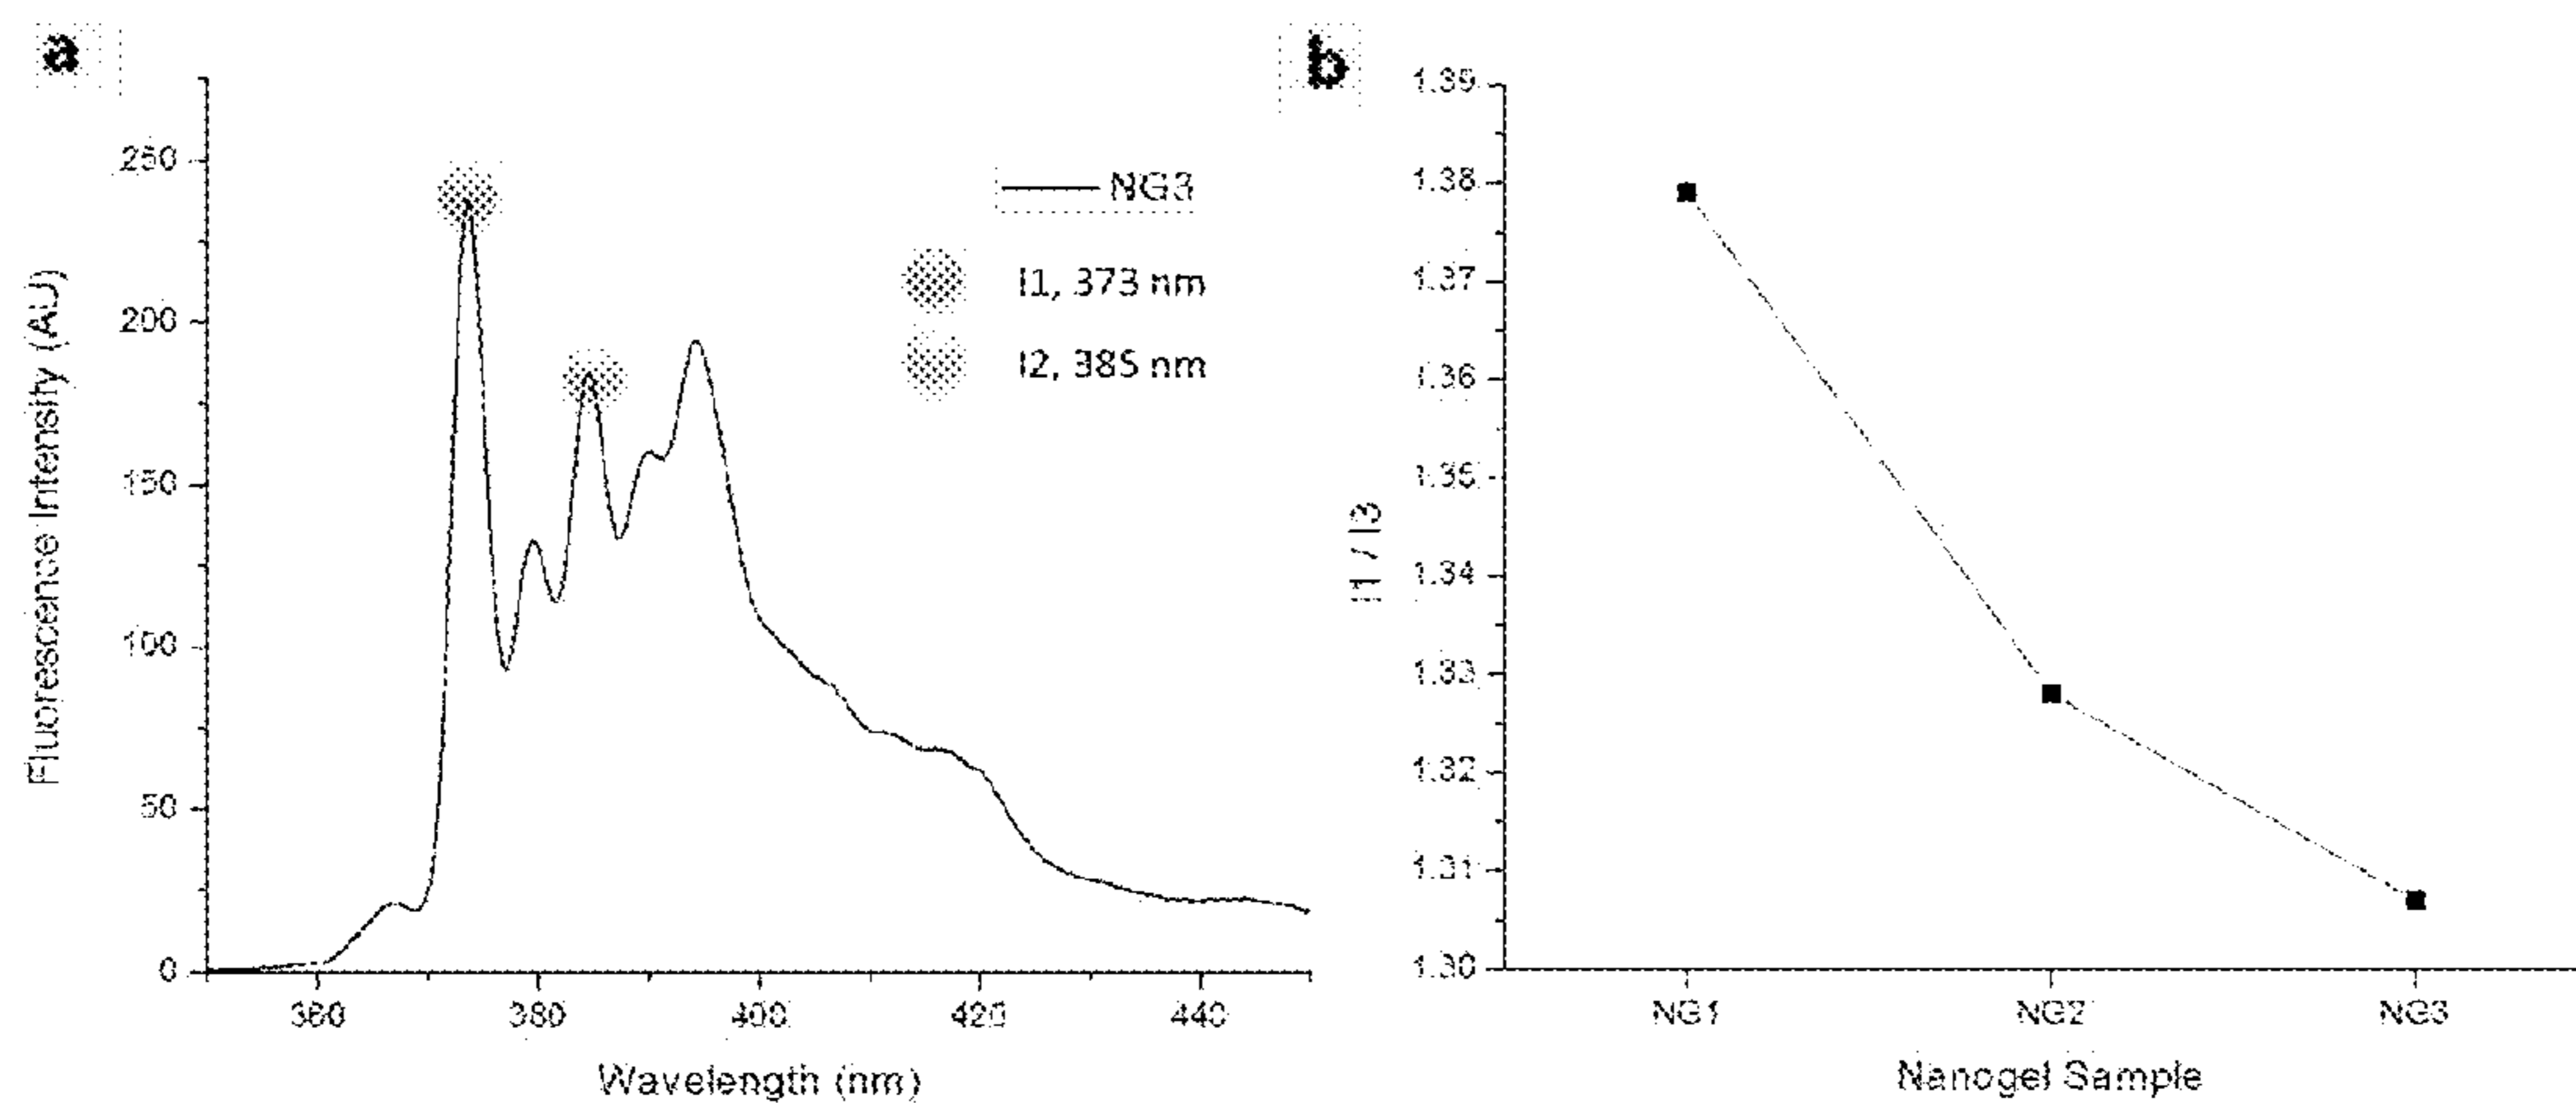 a
250
200
150
100
50
0
Fluorescence Intensity (AU)
NG3
I1, 373 nm
I2, 385 nm
360 380 400 420 440
Wavelength (nm)
b
1.39
1.38
1.37
1.36
1.35
1.34
1.33
1.32
1.31
1.30
I1 / I3
NG1 NG2 NG3
Nanogel Sample